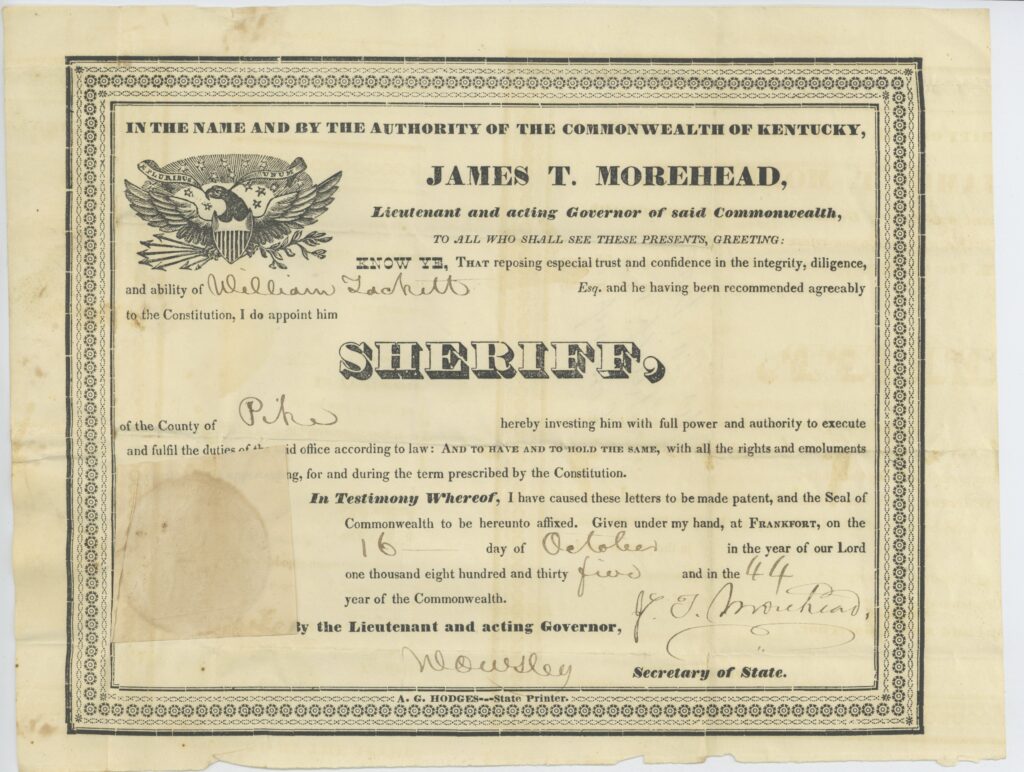 IN THE NAME AND BY THE AUTHORITY OF THE COMMONWEALTH OF KENTUCKY,
E PLURIBUS UNUM
JAMES T. MOREHEAD,
Lieutenant and acting Governor of said Commonwealth,
TO ALL WHO SHALL SEE THESE PRESENTS, GREETING:
KNOW YE, THAT reposing especial trust and confidence in the integrity, diligence,
and ability of William Tackett Esq. and he having been recommended agreeably
to the Constitution, I do appoint him
SHERIFF,
of the County of Pike hereby investing him with full power and authority to execute
and fulfil the duties of the id office according to law: AND TO HAVE AND TO HOLD THE SAME, with all the rights and emoluments
ng, for and during the term prescribed by the Constitution.
In Testimony Whereof, I have caused these letters to be made patent, and the Seal of
Commonwealth to be hereunto affixed. Given under my hand, at FRANKFORT, on the
16 day of October in the year of our Lord
one thousand eight hundred and thirty five and in the 44
year of the Commonwealth.
J. T. Morehead,
By the Lieutenant and acting Governor,
W Owsley Secretary of State.
A. G. HODGES---State Printer.